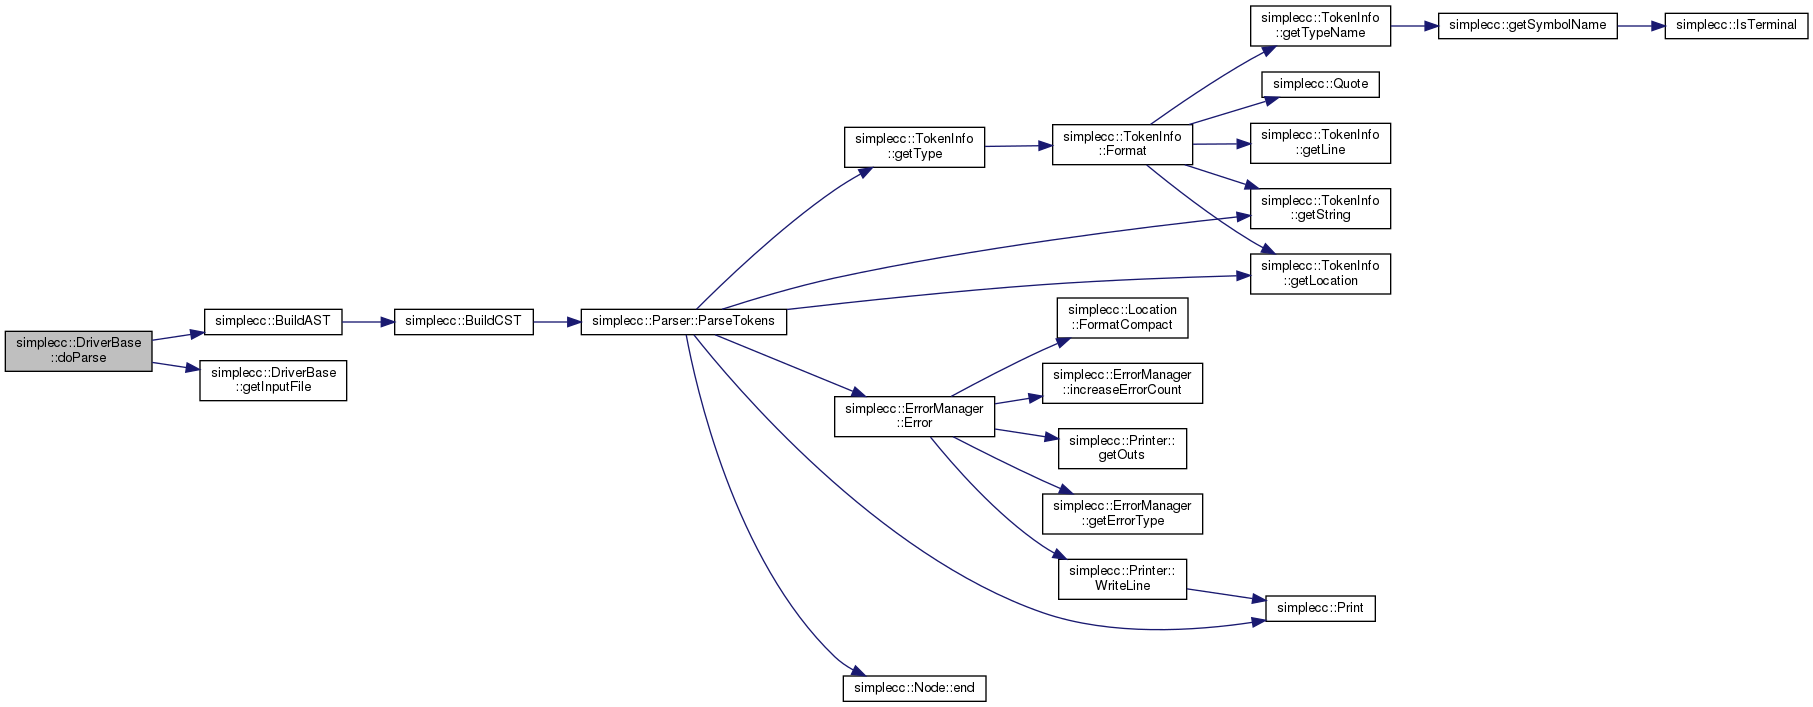 simplecc::DriverBase
::doParse
simplecc::BuildAST
simplecc::DriverBase
::getInputFile
simplecc::BuildCST
simplecc::Parser::ParseTokens
simplecc::TokenInfo
::getType
simplecc::ErrorManager
::Error
simplecc::Node::end
simplecc::TokenInfo
::Format
simplecc::Location
::FormatCompact
simplecc::ErrorManager
::increaseErrorCount
simplecc::Printer::
getOuts
simplecc::ErrorManager
::getErrorType
simplecc::Printer::
WriteLine
simplecc::TokenInfo
::getTypeName
simplecc::Quote
simplecc::TokenInfo
::getLine
simplecc::TokenInfo
::getString
simplecc::TokenInfo
::getLocation
simplecc::Print
simplecc::getSymbolName
simplecc::IsTerminal